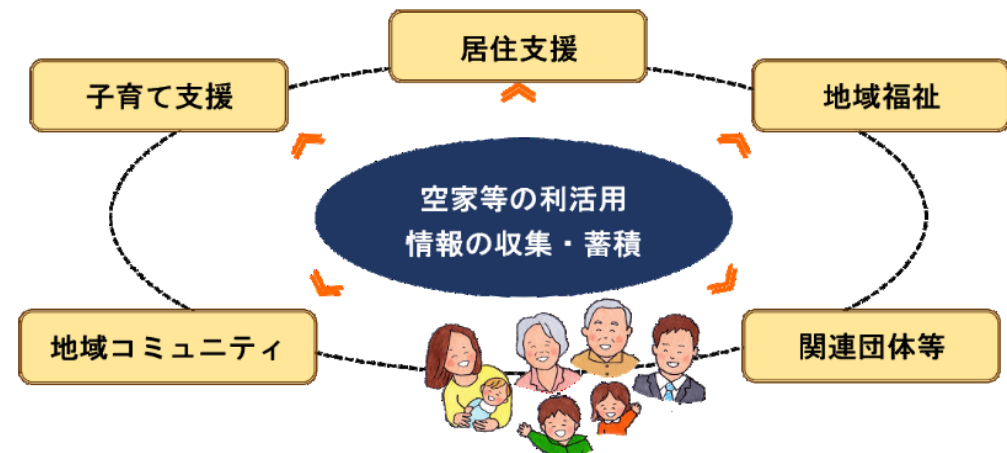 居住支援
子育て支援
地域福祉
空家等の利活用
情報の収集・蓄積
地域コミュニティ
関連団体等